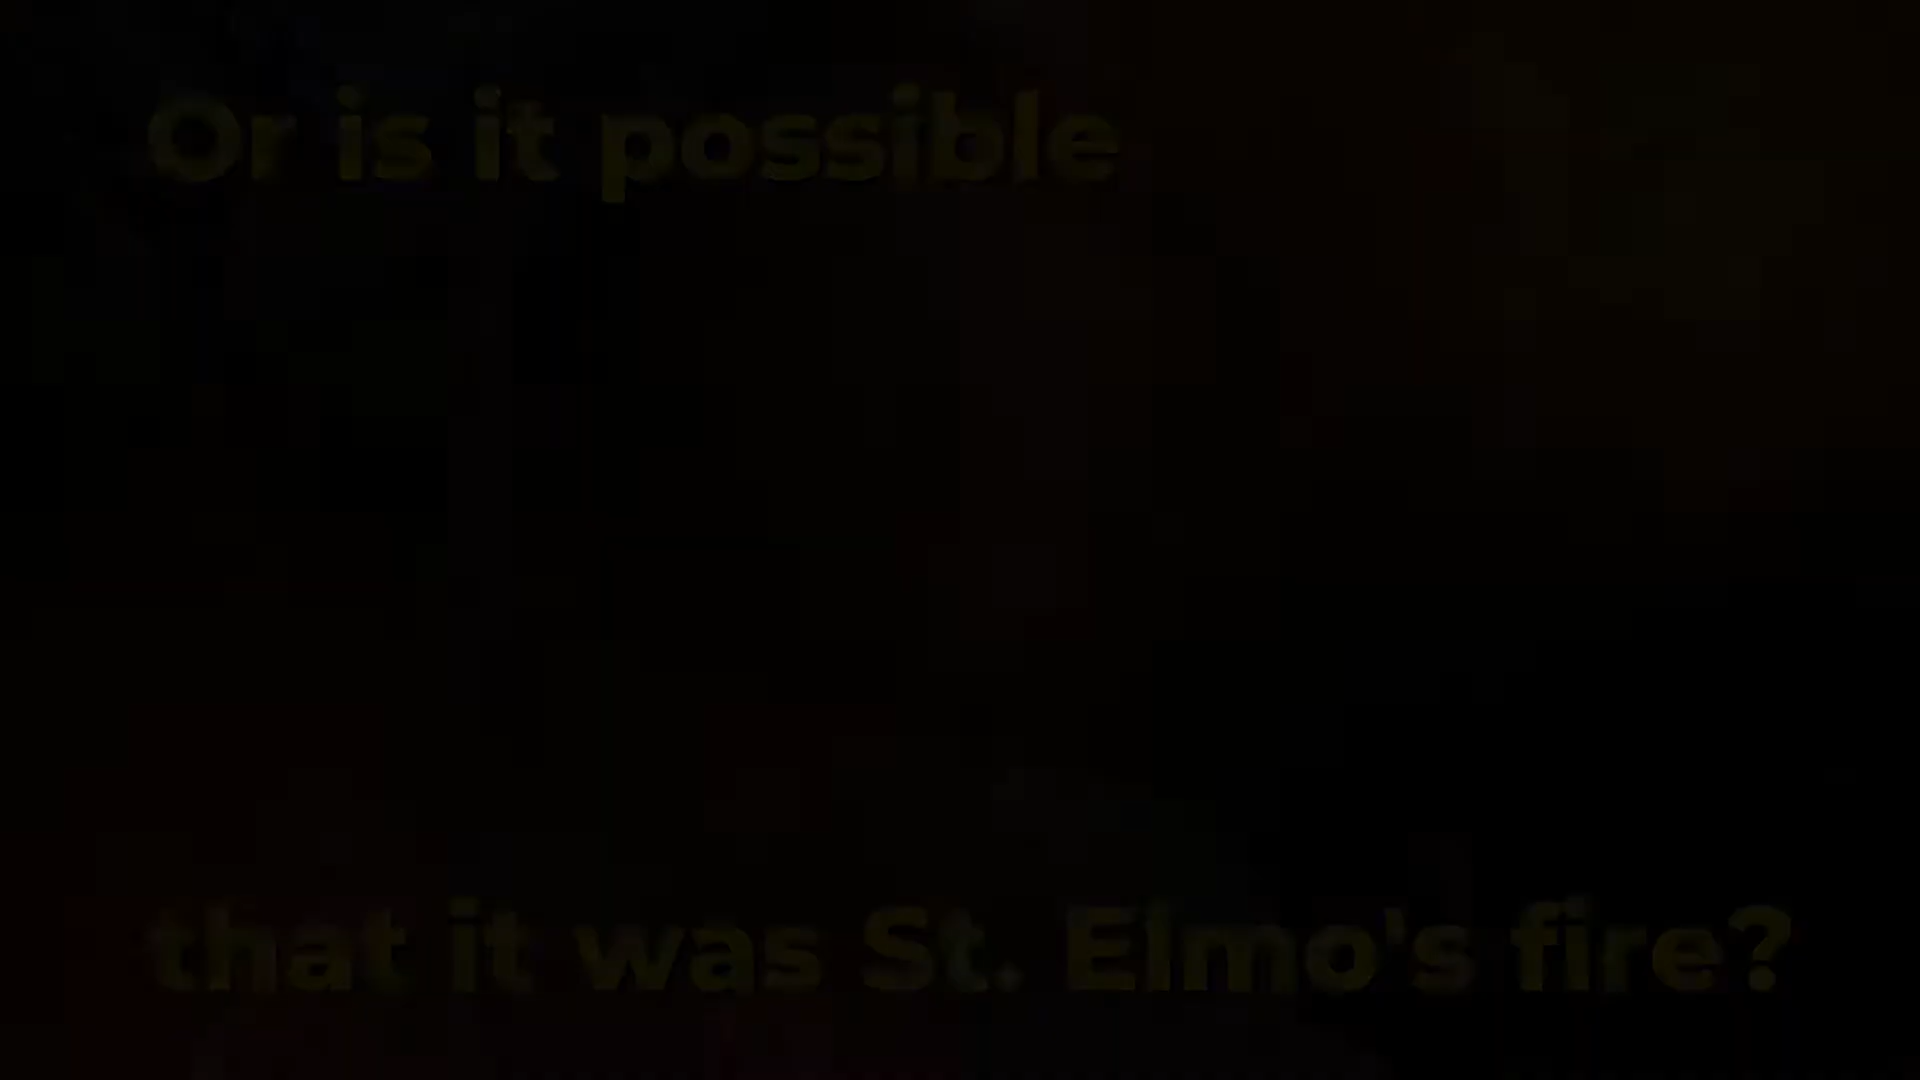 Or is it possible
that it was St. Elmo's fire?